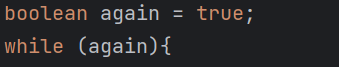 boolean again = true;
while (again){